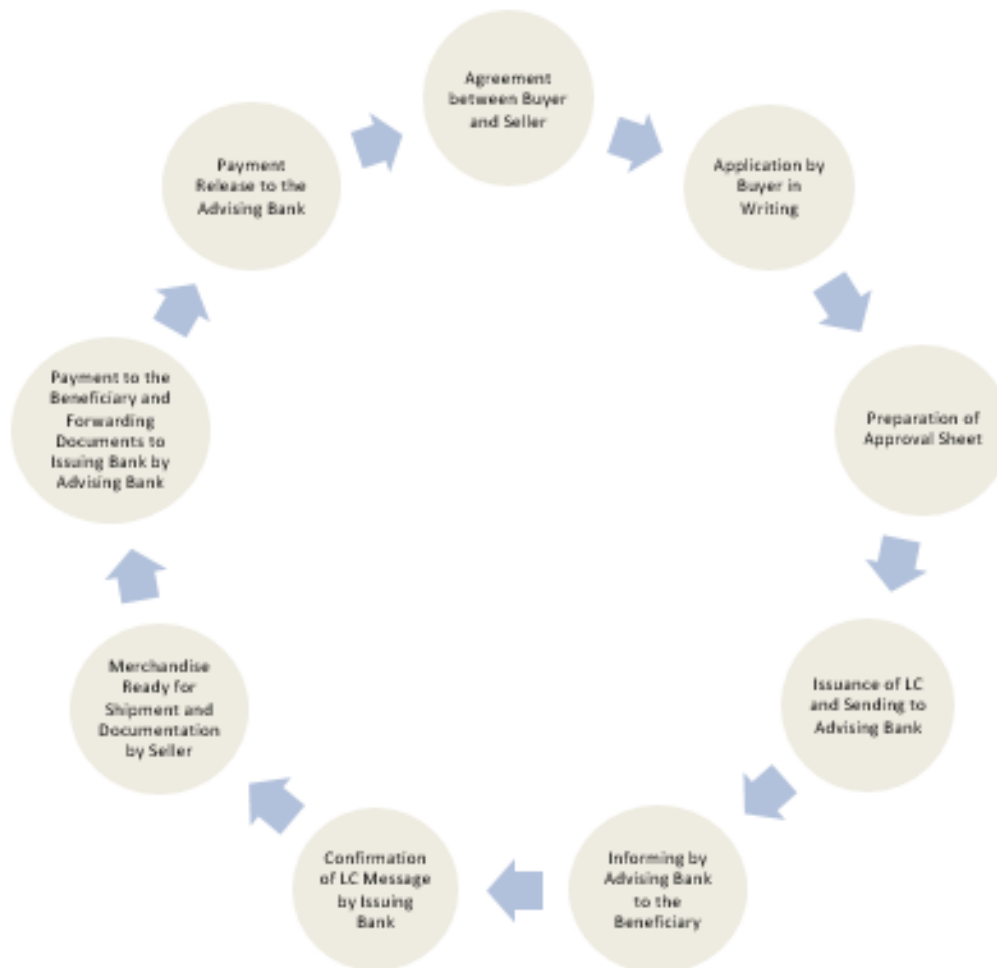 Agreement
between Buyer
and Seller
Application by
Buyer in
Writing
Preparation of
Approval Sheet
Issuance of LC
and Sending to
Advising Bank
Informing by
Advising Bank
to the
Beneficiary
Confirmation
of LC Message
by Issuing
Bank
Merchandise
Ready for
Shipment and
Documentation
by Seller
Payment to the
Beneficiary and
Forwarding
Documents to
Issuing Bank by
Advising Bank
Payment
Release to the
Advising Bank